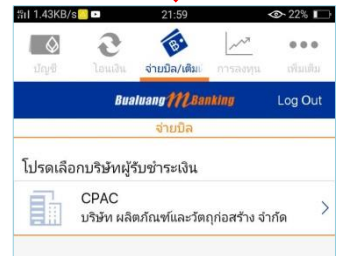 1.43KB/s 21:59 22%
บัญชี โอนเงิน จ่ายบิล/เติมเ การลงทุน เพิ่มเติม
Bualuang mBanking Log Out
จ่ายบิล
โปรดเลือกบริษัทผู้รับชำระเงิน
CPAC
บริษัท ผลิตภัณฑ์และวัตถุก่อสร้าง จำกัด